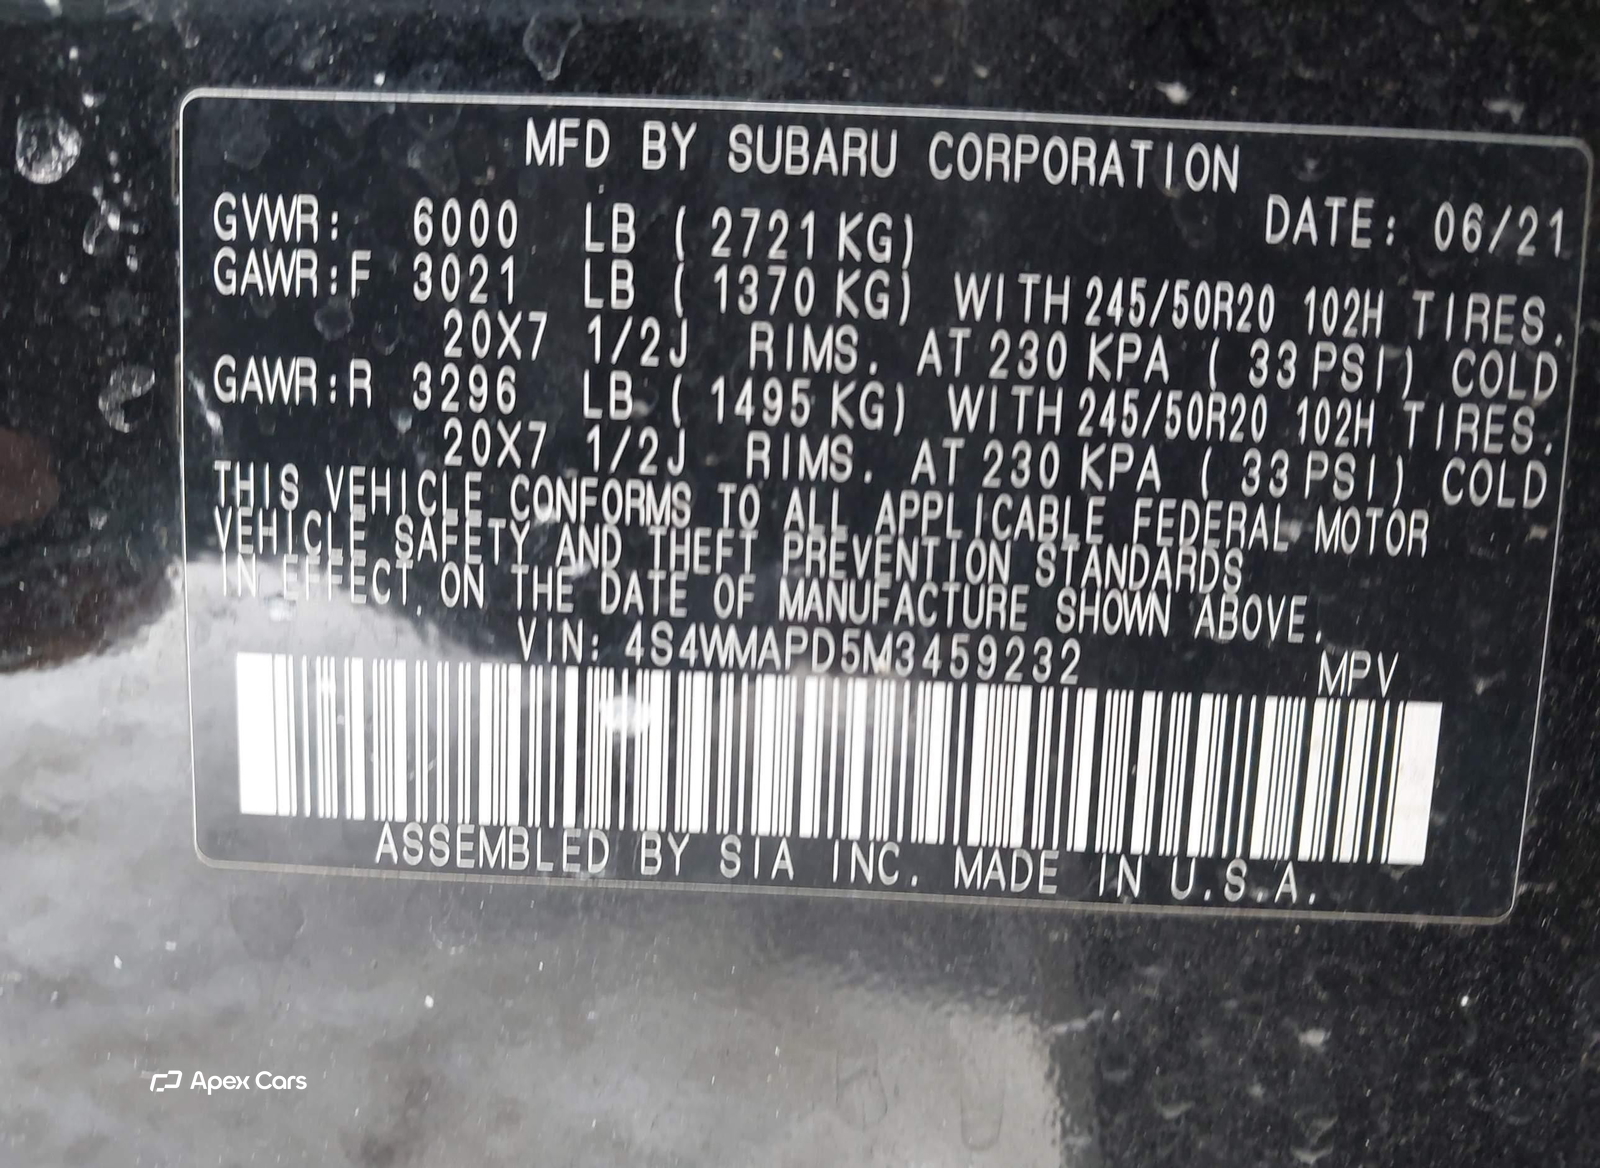 MFD BY SUBARU CORPORATION
DATE: 06/21
GVWR: 6000 LB ( 2721 KG)
GAWR:F 3021 LB ( 1370 KG) WITH 245/50R20 102H TIRES.
20X7 1/2J RIMS. AT 230 KPA ( 33 PSI) COLD
GAWR:R 3296 LB ( 1495 KG) WITH 245/50R20 102H TIRES.
20X7 1/2J RIMS. AT 230 KPA ( 33 PSI) COLD
THIS VEHICLE CONFORMS TO ALL APPLICABLE FEDERAL MOTOR
VEHICLE SAFETY AND THEFT PREVENTION STANDARDS
IN EFFECT ON THE DATE OF MANUFACTURE SHOWN ABOVE.
VIN: 4S4WMAPD5M3459232 MPV
ASSEMBLED BY SIA INC. MADE IN U.S.A.
Apex Cars